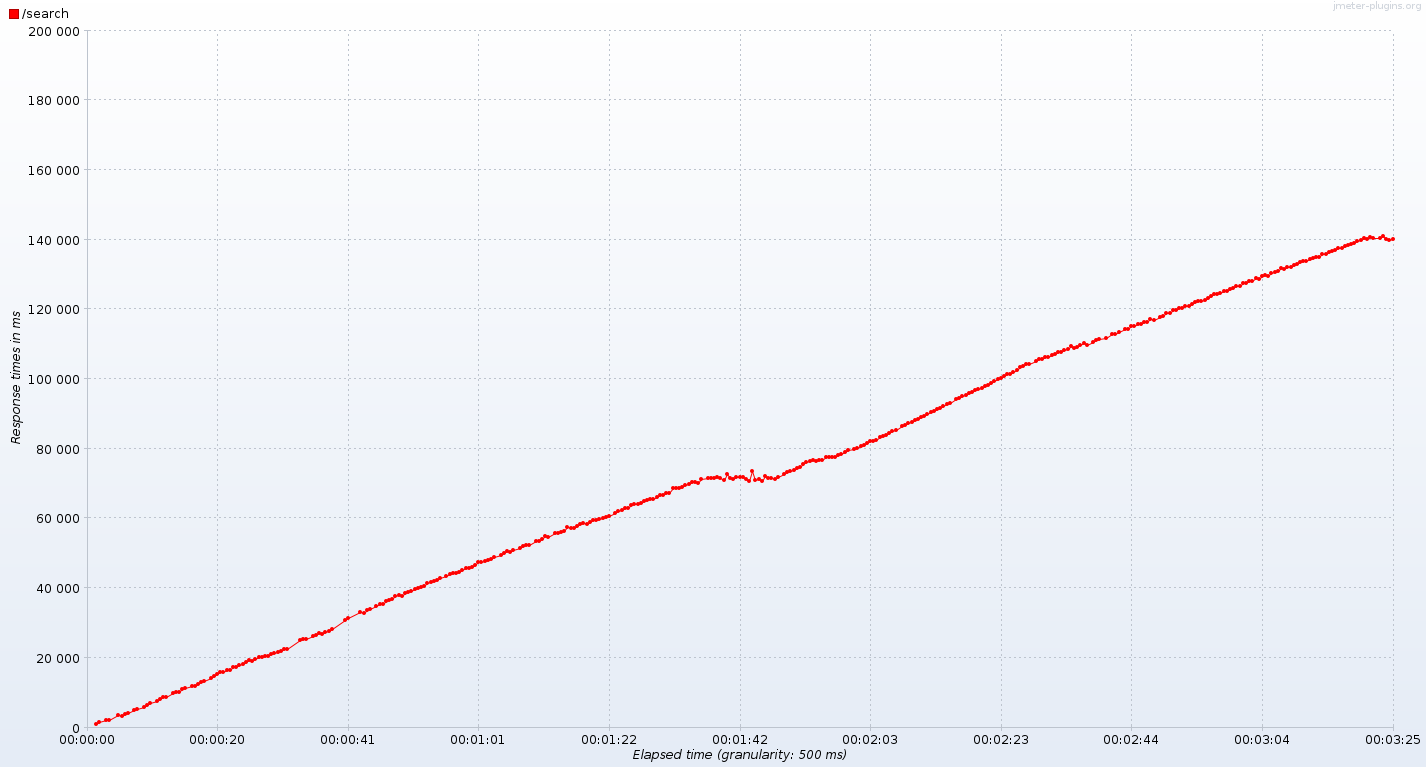 /search
jmeter-plugins.org
200 000
180 000
160 000
140 000
120 000
100 000
80 000
60 000
40 000
20 000
0
Response times in ms
00:00:00 00:00:20 00:00:41 00:01:01 00:01:22 00:01:42 00:02:03 00:02:23 00:02:44 00:03:04 00:03:25
Elapsed time (granularity: 500 ms)